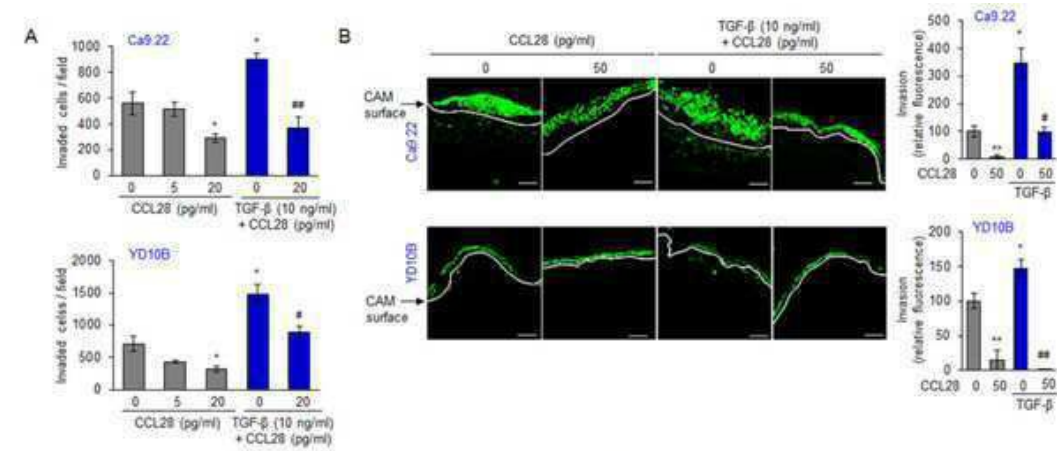 A
Ca9.22
Invaded cells / field
1000
800
600
400
200
0
*
*
##
0 5 20 0 20
CCL28 (pg/ml) TGF-β (10 ng/ml)
+ CCL28 (pg/ml)
YD10B
Invaded celss / field
2000
1500
1000
500
0
*
*
#
0 5 20 0 20
CCL28 (pg/ml) TGF-β (10 ng/ml)
+ CCL28 (pg/ml)
B
CCL28 (pg/ml)
TGF-β (10 ng/ml)
+ CCL28 (pg/ml)
0 50 0 50
CAM
surface
Ca9.22
YD10B
CAM
surface
Ca9.22
Invasion
(relative fluorescence)
500
400
300
200
100
0
**
*
#
CCL28 0 50 0 50
TGF-β
YD10B
Invasion
(relative fluorescence)
200
150
100
50
0
**
*
##
CCL28 0 50 0 50
TGF-β